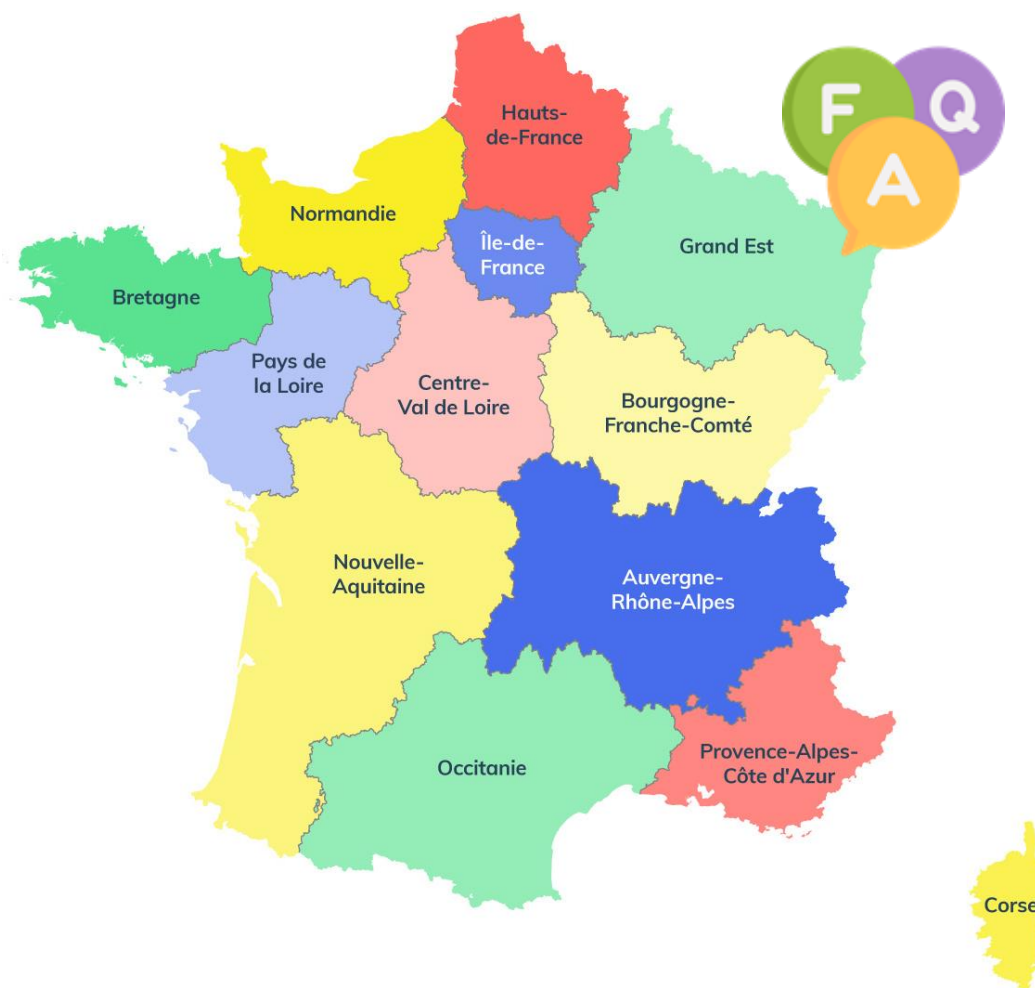 Hauts-
de-France
F
Q
A
Normandie
Île-de-
France
Grand Est
Bretagne
Pays de
la Loire
Centre-
Val de Loire
Bourgogne-
Franche-Comté
Nouvelle-
Aquitaine
Auvergne-
Rhône-Alpes
Occitanie
Provence-Alpes-
Côte d'Azur
Corse